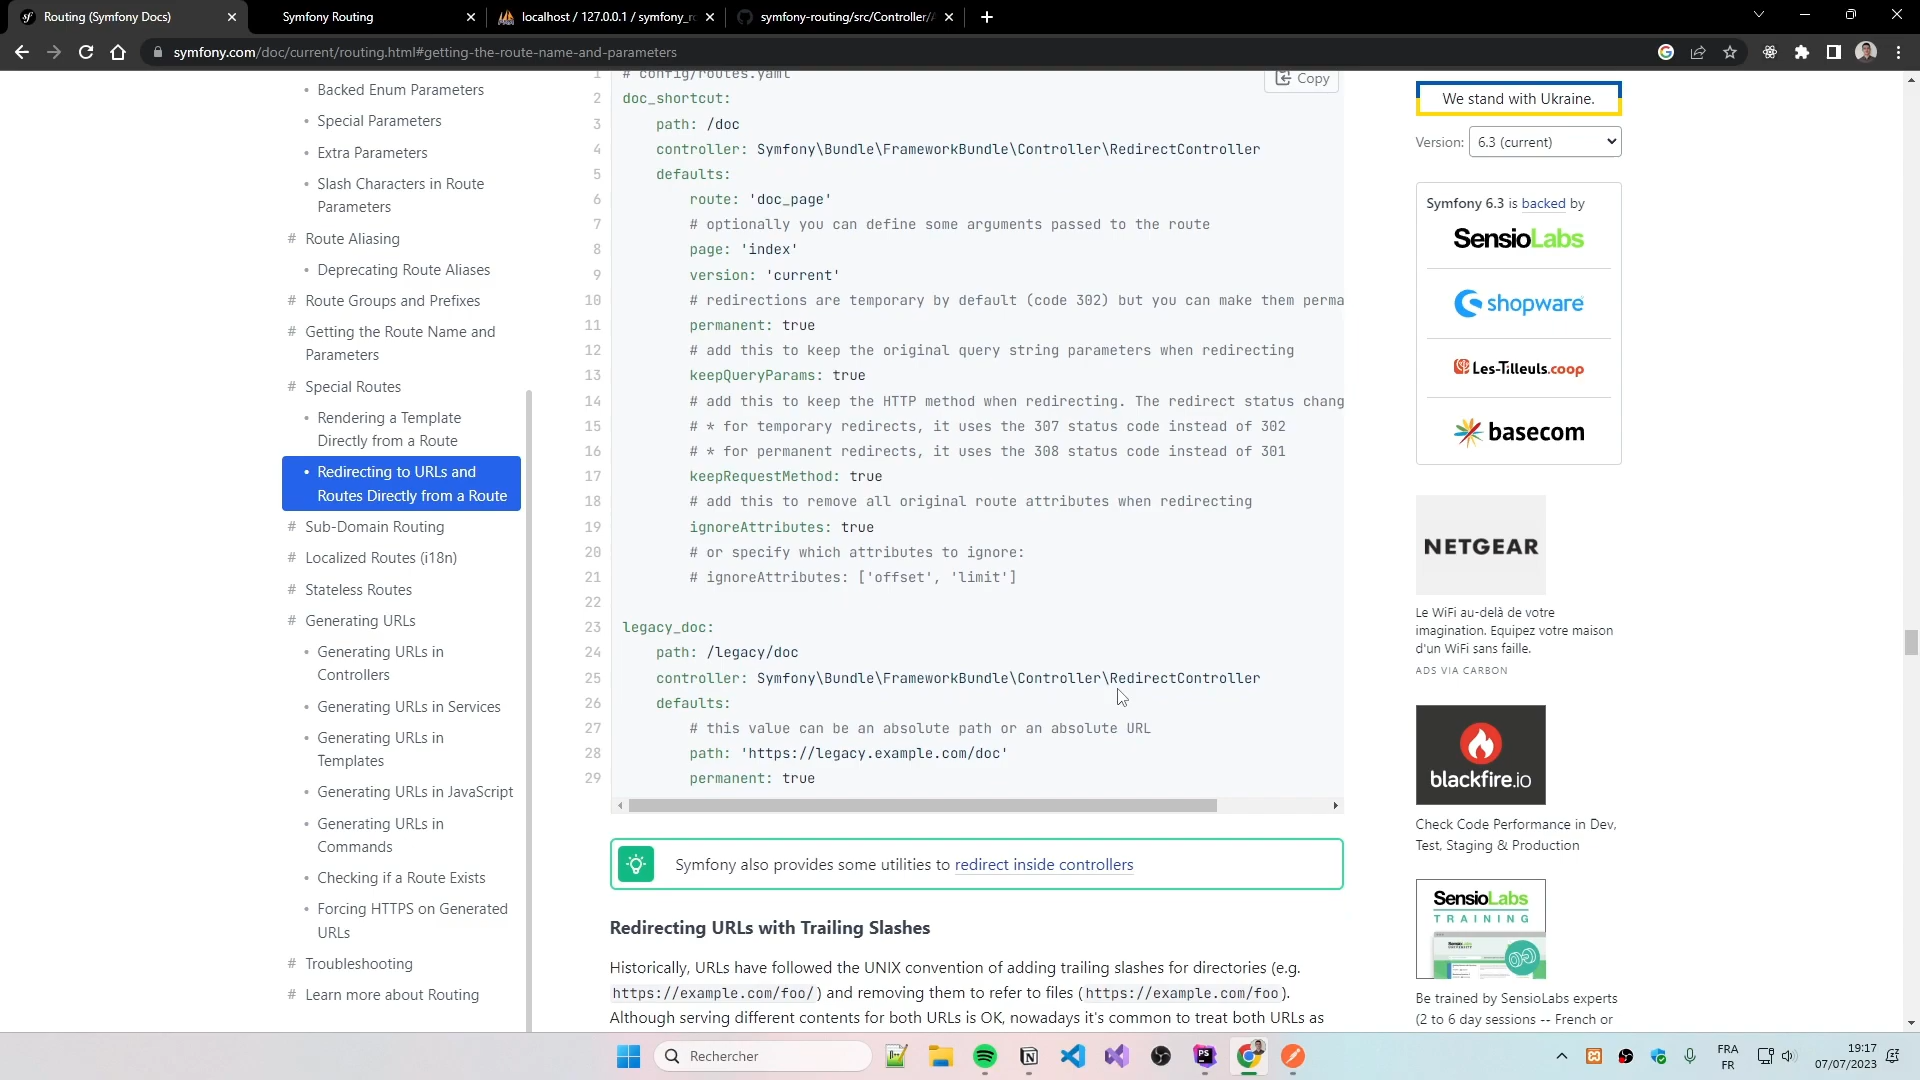 Routing (Symfony Docs)
Symfony Routing
localhost / 127.0.0.1 / symfony_ro
symfony-routing/src/Controller/A
symfony.com/doc/current/routing.html#getting-the-route-name-and-parameters
Backed Enum Parameters
Special Parameters
Extra Parameters
Slash Characters in Route
Parameters
# Route Aliasing
Deprecating Route Aliases
# Route Groups and Prefixes
# Getting the Route Name and
Parameters
# Special Routes
Rendering a Template
Directly from a Route
Redirecting to URLs and
Routes Directly from a Route
# Sub-Domain Routing
# Localized Routes (i18n)
# Stateless Routes
# Generating URLs
Generating URLs in
Controllers
Generating URLs in Services
Generating URLs in
Templates
Generating URLs in JavaScript
Generating URLs in
Commands
Checking if a Route Exists
Forcing HTTPS on Generated
URLs
# Troubleshooting
# Learn more about Routing
Copy
1 # config/routes.yaml
2 doc_shortcut:
3 path: /doc
4 controller: Symfony\Bundle\FrameworkBundle\Controller\RedirectController
5 defaults:
6 route: 'doc_page'
7 # optionally you can define some arguments passed to the route
8 page: 'index'
9 version: 'current'
10 # redirections are temporary by default (code 302) but you can make them perma
11 permanent: true
12 # add this to keep the original query string parameters when redirecting
13 keepQueryParams: true
14 # add this to keep the HTTP method when redirecting. The redirect status chang
15 # * for temporary redirects, it uses the 307 status code instead of 302
16 # * for permanent redirects, it uses the 308 status code instead of 301
17 keepRequestMethod: true
18 # add this to remove all original route attributes when redirecting
19 ignoreAttributes: true
20 # or specify which attributes to ignore:
21 # ignoreAttributes: ['offset', 'limit']
22
23 legacy_doc:
24 path: /legacy/doc
25 controller: Symfony\Bundle\FrameworkBundle\Controller\RedirectController
26 defaults:
27 # this value can be an absolute path or an absolute URL
28 path: 'https://legacy.example.com/doc'
29 permanent: true
Symfony also provides some utilities to redirect inside controllers
Redirecting URLs with Trailing Slashes
Historically, URLs have followed the UNIX convention of adding trailing slashes for directories (e.g.
https://example.com/foo/) and removing them to refer to files (https://example.com/foo).
Although serving different contents for both URLs is OK, nowadays it's common to treat both URLs as
We stand with Ukraine.
Version: 6.3 (current)
Symfony 6.3 is backed by
SensioLabs
shopware
Les-Tilleuls.coop
basecom
NETGEAR
Le WiFi au-delà de votre
imagination. Equipez votre maison
d'un WiFi sans faille.
ADS VIA CARBON
blackfire.io
Check Code Performance in Dev,
Test, Staging & Production
SensioLabs
TRAINING
Be trained by SensioLabs experts
(2 to 6 day sessions -- French or
Rechercher
FRA
FR
19:17
07/07/2023